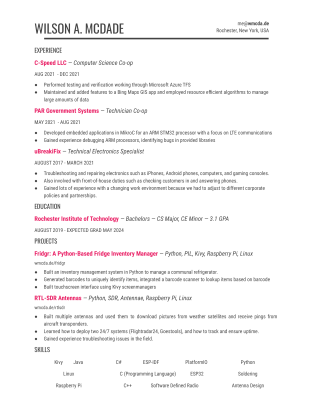 WILSON A. MCDADE
me@wmcda.de
Rochester, New York, USA
EXPERIENCE
C-Speed LLC — Computer Science Co-op
AUG 2021 - DEC 2021
● Performed testing and verification working through Microsoft Azure TFS
● Maintained and added features to a Bing Maps GIS app and employed resource efficient algorithms to manage
large amounts of data
PAR Government Systems — Technician Co-op
MAY 2021 - AUG 2021
● Developed embedded applications in MikroC for an ARM STM32 processor with a focus on LTE communications
● Gained experience debugging ARM processors, identifying bugs in provided libraries
uBreakiFix — Technical Electronics Specialist
AUGUST 2017 - MARCH 2021
● Troubleshooting and repairing electronics such as iPhones, Android phones, computers, and gaming consoles.
● Also involved with front-of-house duties such as checking customers in and answering phones.
● Gained lots of experience with a changing work environment because we had to adjust to different corporate
policies and partnerships.
EDUCATION
Rochester Institute of Technology — Bachelors — CS Major, CE Minor — 3.1 GPA
AUGUST 2019 - EXPECTED GRAD MAY 2024
PROJECTS
Fridgr: A Python-Based Fridge Inventory Manager — Python, PIL, Kivy, Raspberry Pi, Linux
wmcda.de/fridgr
● Built an inventory management system in Python to manage a communal refrigerator.
● Generated barcodes to uniquely identify items, integrated a barcode scanner to lookup items based on barcode
● Built touchscreen interface using Kivy screenmanagers
RTL-SDR Antennas — Python, SDR, Antennas, Raspberry Pi, Linux
● Built multiple antennas and used them to download pictures from weather satellites and receive pings from
aircraft transponders.
● Learned how to deploy two 24/7 systems (Flightradar24, Goestools), and how to track and ensure uptime.
● Gained experience troubleshooting issues in the field.
SKILLS
Kivy Java C# ESP-IDF PlatformIO Python
Linux C (Programming Language) ESP32 Soldering
Raspberry Pi C++ Software Defined Radio Antenna Design